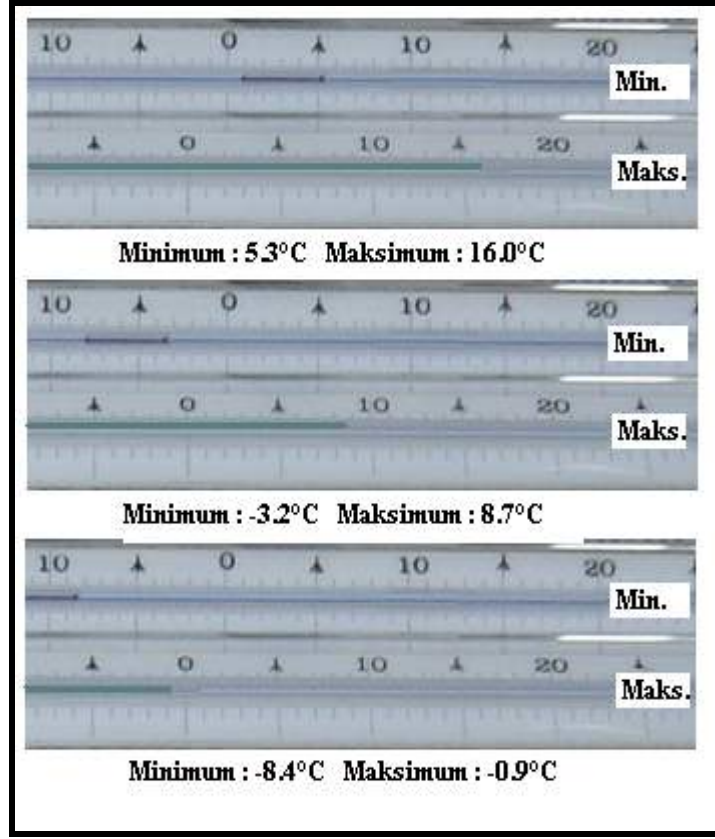 10 0 10 20
Min.
0 10 20
Maks.
Minimum : 5.3°C Maksimum : 16.0°C
10 0 10 20
Min.
0 10 20
Maks.
Minimum : -3.2°C Maksimum : 8.7°C
10 0 10 20
Min.
0 10 20
Maks.
Minimum : -8.4°C Maksimum : -0.9°C